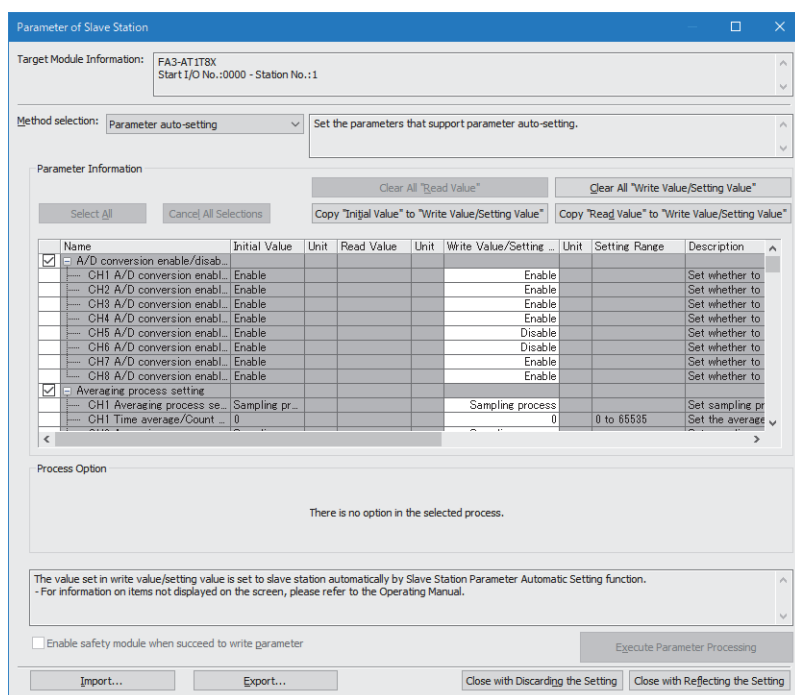 Parameter of Slave Station
Target Module Information: FA3-AT1T8X
Start I/O No.:0000 - Station No.:1
Method selection: Parameter auto-setting Set the parameters that support parameter auto-setting.
Parameter Information
Clear All "Read Value" Clear All "Write Value/Setting Value"
Select All Cancel All Selections Copy "Initial Value" to "Write Value/Setting Value" Copy "Read Value" to "Write Value/Setting Value"
Name Initial Value Unit Read Value Unit Write Value/Setting ... Unit Setting Range Description
A/D conversion enable/disab...
CH1 A/D conversion enabl... Enable Enable Set whether to
CH2 A/D conversion enabl... Enable Enable Set whether to
CH3 A/D conversion enabl... Enable Enable Set whether to
CH4 A/D conversion enabl... Enable Enable Set whether to
CH5 A/D conversion enabl... Enable Disable Set whether to
CH6 A/D conversion enabl... Enable Disable Set whether to
CH7 A/D conversion enabl... Enable Enable Set whether to
CH8 A/D conversion enabl... Enable Enable Set whether to
Averaging process setting
CH1 Averaging process se... Sampling pr... Sampling process Set sampling pr
CH1 Time average/Count ... 0 0 0 to 65535 Set the average
Process Option
There is no option in the selected process.
The value set in write value/setting value is set to slave station automatically by Slave Station Parameter Automatic Setting function.
- For information on items not displayed on the screen, please refer to the Operating Manual.
Enable safety module when succeed to write parameter Execute Parameter Processing
Import... Export... Close with Discarding the Setting Close with Reflecting the Setting